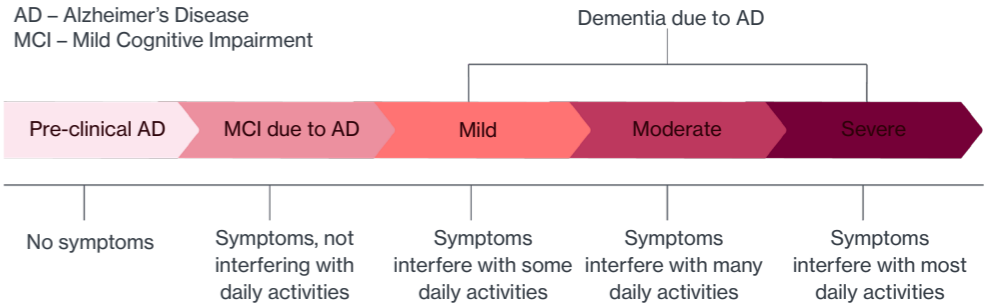 AD – Alzheimer's Disease
MCI – Mild Cognitive Impairment
Dementia due to AD
Pre-clinical AD
MCI due to AD
Mild
Moderate
Severe
No symptoms
Symptoms, not
interfering with
daily activities
Symptoms
interfere with some
daily activities
Symptoms
interfere with many
daily activities
Symptoms
interfere with most
daily activities